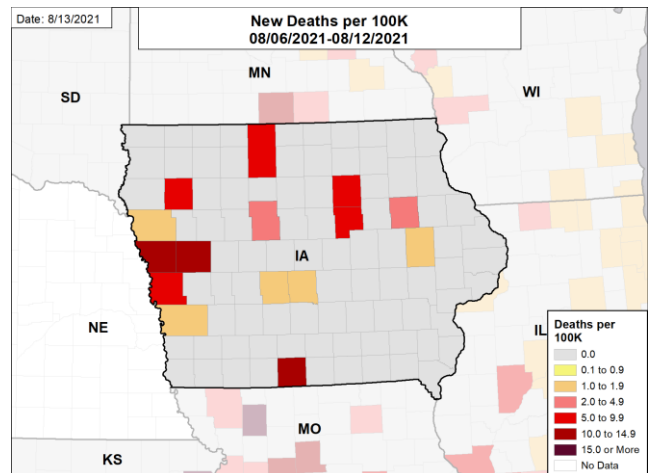 Date: 8/13/2021
New Deaths per 100K
08/06/2021-08/12/2021
MN
SD
WI
IA
NE
IL
MO
KS
Deaths per
100K
0.0
0.1 to 0.9
1.0 to 1.9
2.0 to 4.9
5.0 to 9.9
10.0 to 14.9
15.0 or More
No Data